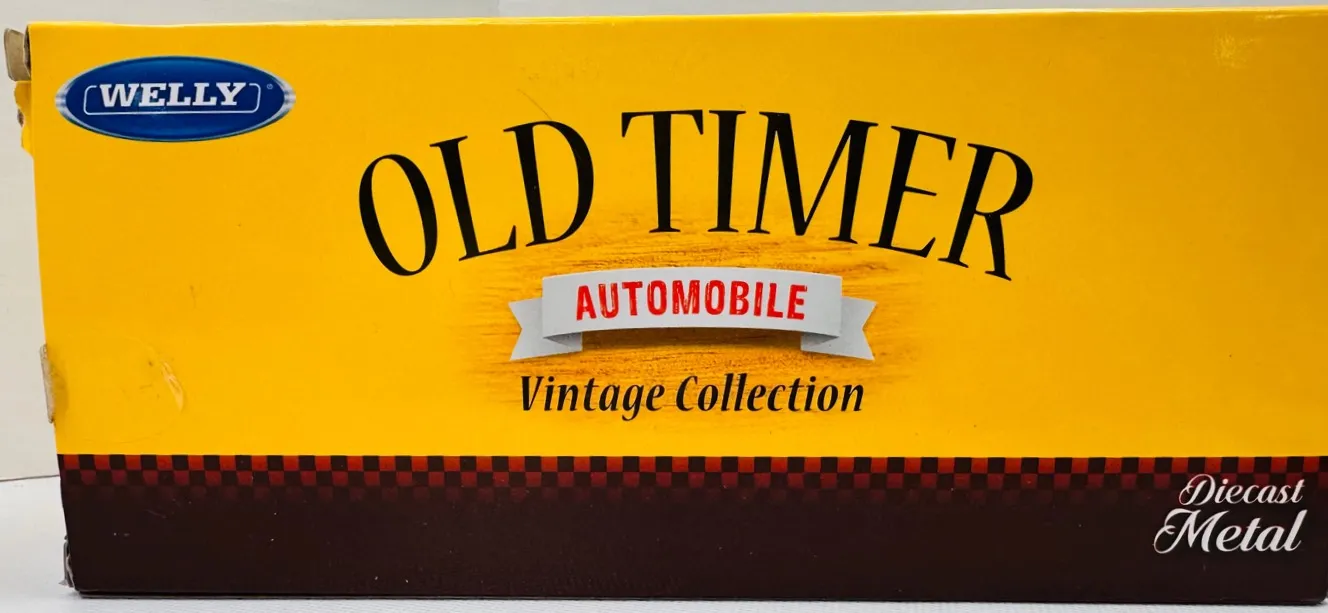 WELLY
OLD TIMER
AUTOMOBILE
Vintage Collection
Diecast
Metal